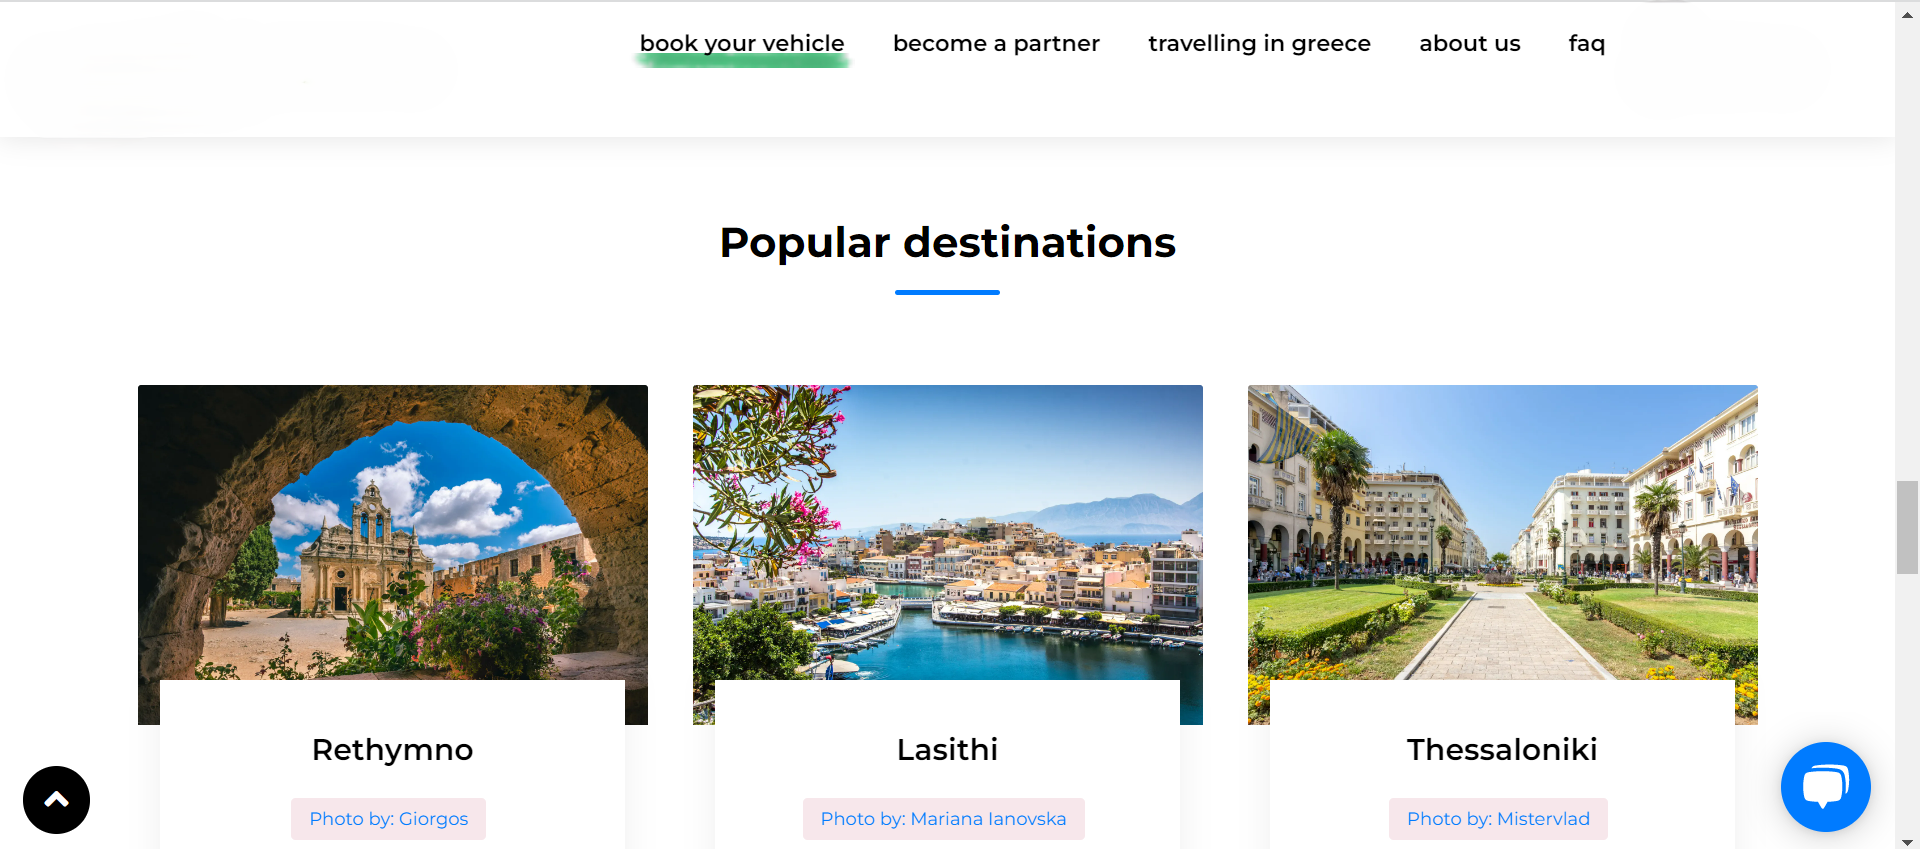 book your vehicle become a partner travelling in greece about us faq
Popular destinations
Rethymno Lasithi Thessaloniki
Photo by: Giorgos Photo by: Mariana Ianovska Photo by: Mistervlad